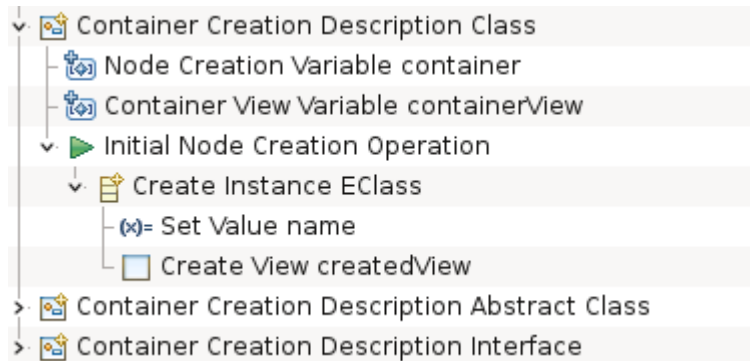 Container Creation Description Class
Node Creation Variable container
Container View Variable containerView
Initial Node Creation Operation
Create Instance EClass
(x)= Set Value name
Create View createdView
Container Creation Description Abstract Class
Container Creation Description Interface